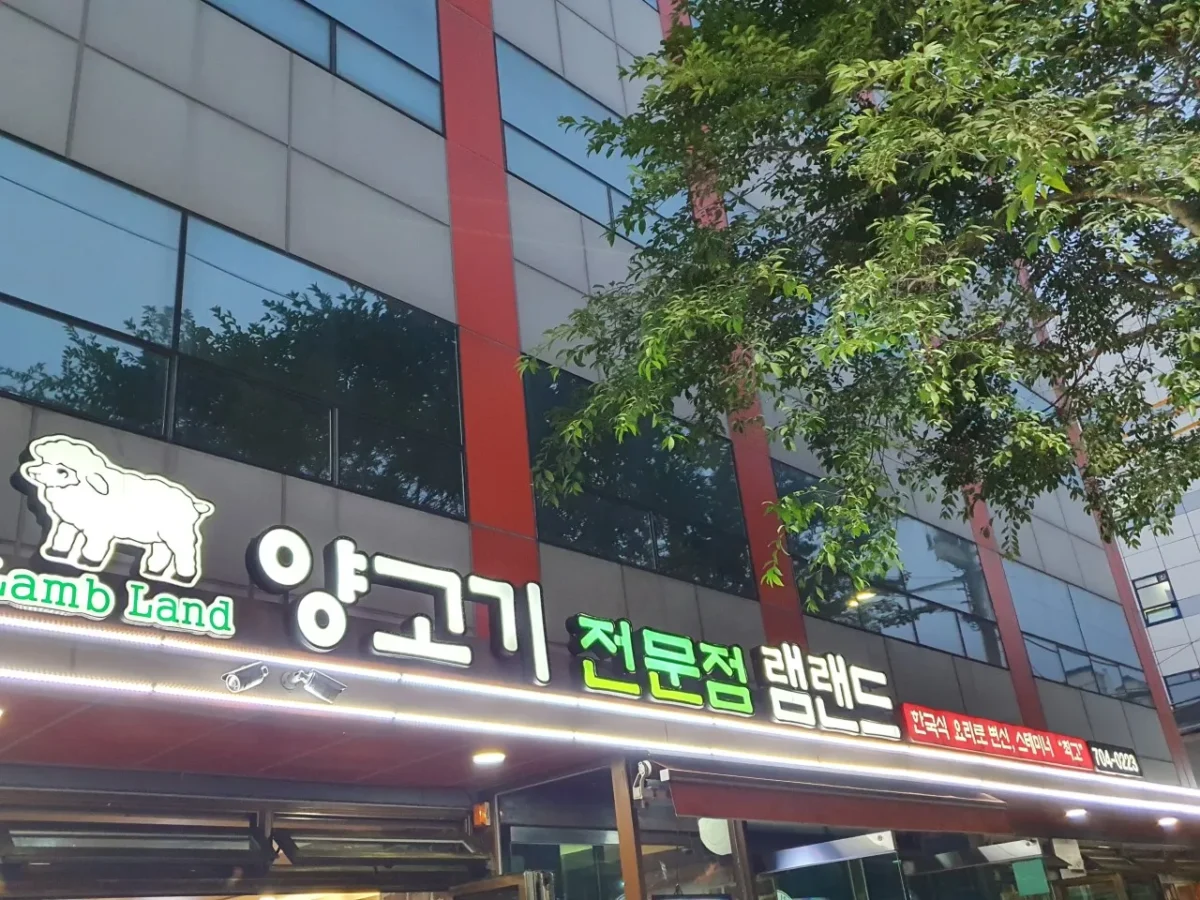 Lamb Land
양고기 전문점 램랜드
한국식 요리로 변신, 스테미너 "최고"
704-0223